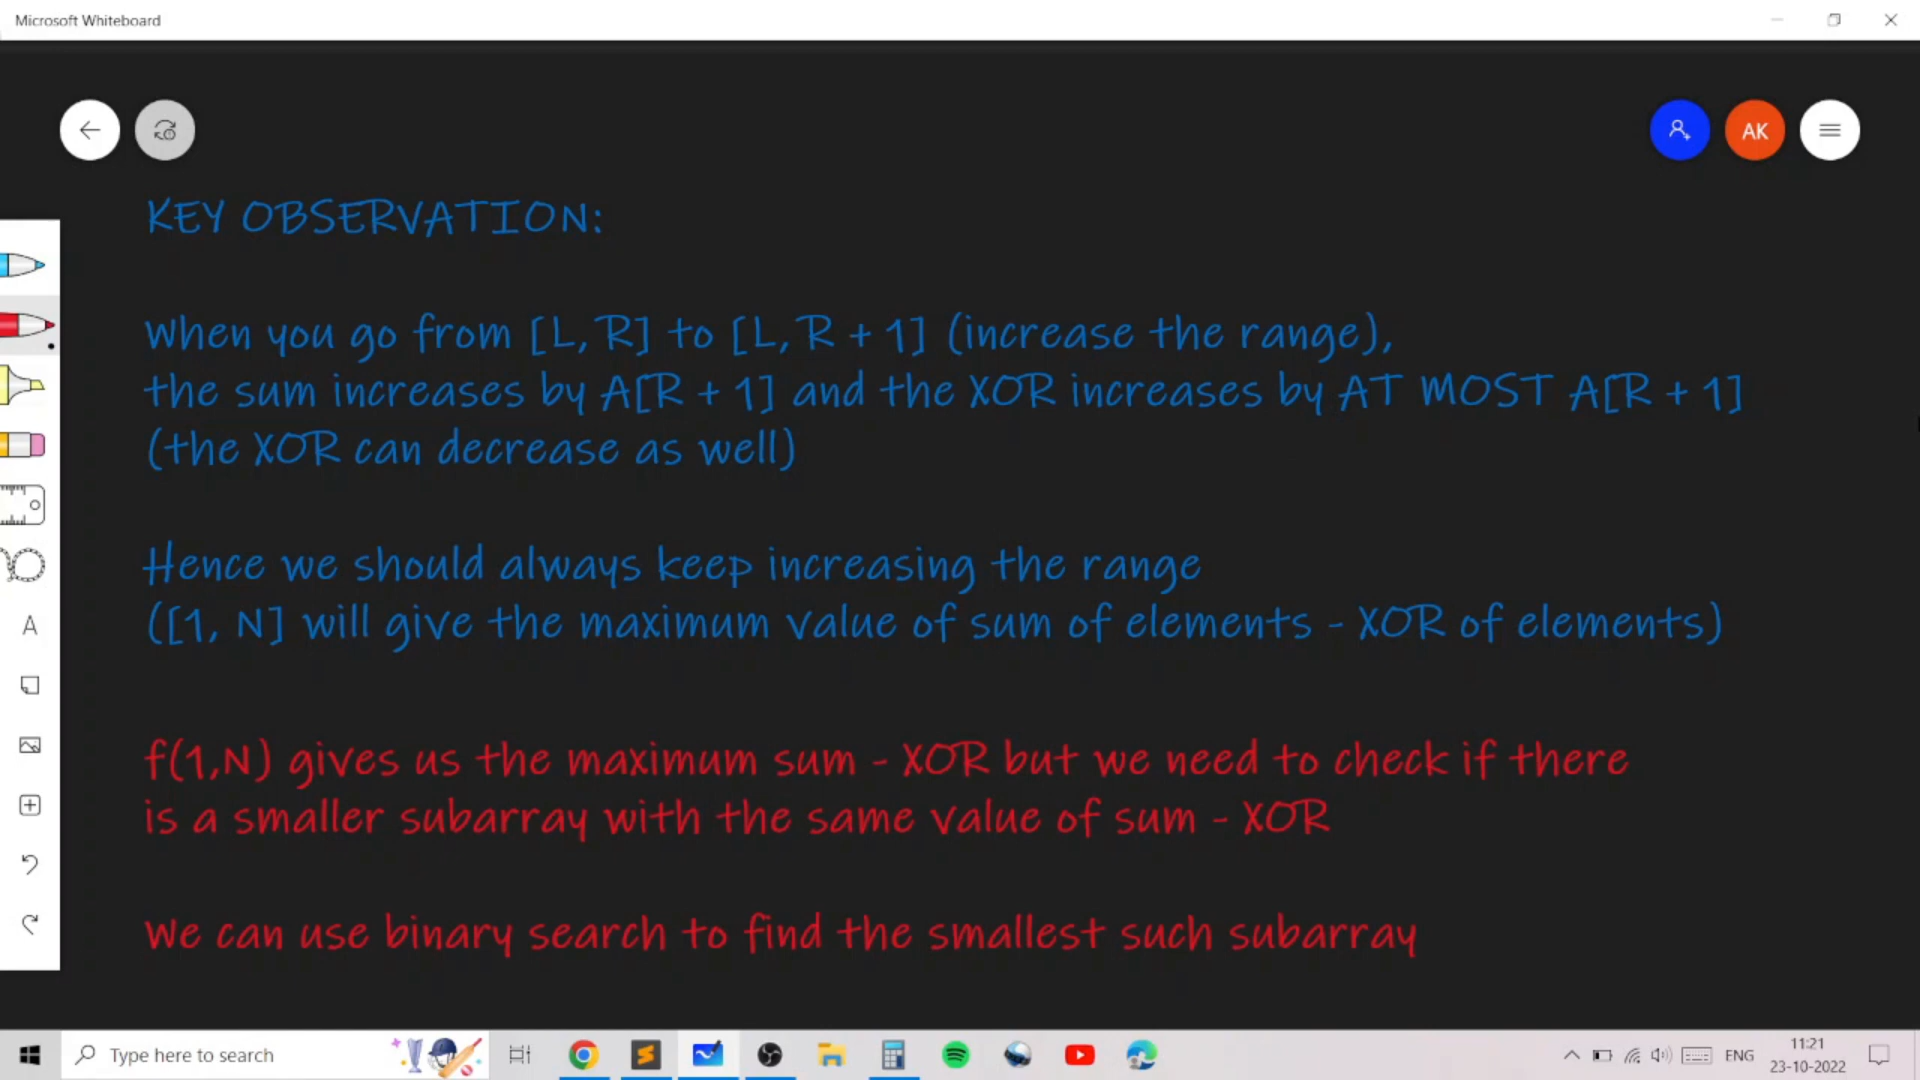 Microsoft Whiteboard
AK
KEY OBSERVATION:
When you go from [L, R] to [L, R + 1] (increase the range),
the sum increases by A[R + 1] and the XOR increases by AT MOST A[R + 1]
(the XOR can decrease as well)
Hence we should always keep increasing the range
([1, N] will give the maximum value of sum of elements - XOR of elements)
f(1,N) gives us the maximum sum - XOR but we need to check if there
is a smaller subarray with the same value of sum - XOR
We can use binary search to find the smallest such subarray
A
Type here to search
ENG
11:21
23-10-2022